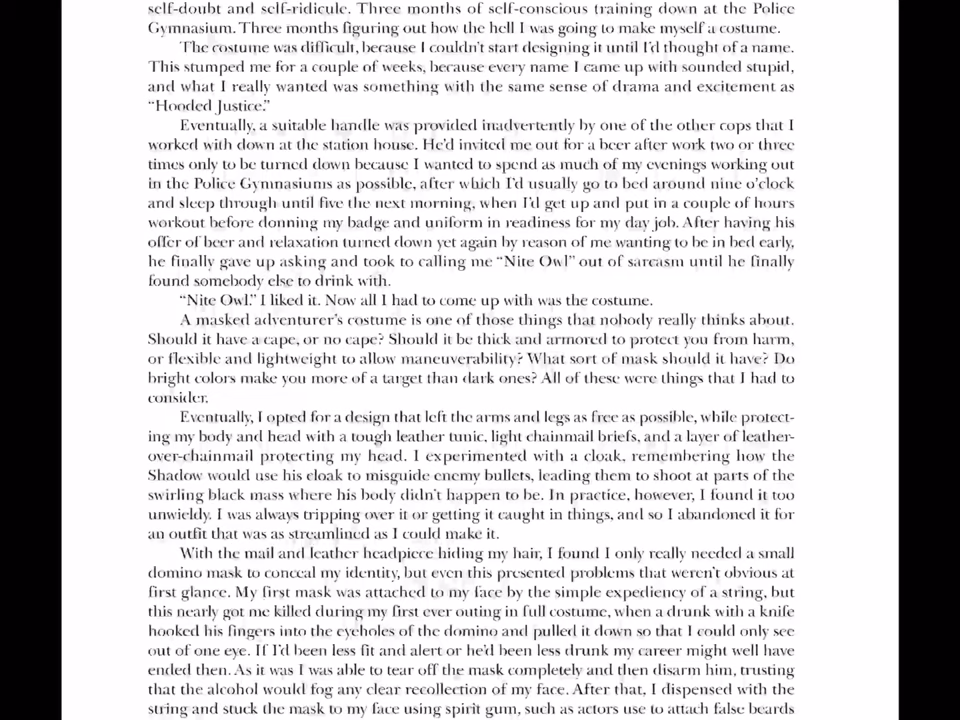 self-doubt and self-ridicule. Three months of self-conscious training down at the Police
Gymnasium. Three months figuring out how the hell I was going to make myself a costume.
The costume was difficult, because I couldn't start designing it until I'd thought of a name.
This stumped me for a couple of weeks, because every name I came up with sounded stupid,
and what I really wanted was something with the same sense of drama and excitement as
"Hooded Justice."
Eventually, a suitable handle was provided inadvertently by one of the other cops that I
worked with down at the station house. He'd invited me out for a beer after work two or three
times only to be turned down because I wanted to spend as much of my evenings working out
in the Police Gymnasiums as possible, after which I'd usually go to bed around nine o'clock
and sleep through until five the next morning, when I'd get up and put in a couple of hours
workout before donning my badge and uniform in readiness for my day job. After having his
offer of beer and relaxation turned down yet again by reason of me wanting to be in bed early,
he finally gave up asking and took to calling me "Nite Owl" out of sarcasm until he finally
found somebody else to drink with.
"Nite Owl." I liked it. Now all I had to come up with was the costume.
A masked adventurer's costume is one of those things that nobody really thinks about.
Should it have a cape, or no cape? Should it be thick and armored to protect you from harm,
or flexible and lightweight to allow maneuverability? What sort of mask should it have? Do
bright colors make you more of a target than dark ones? All of these were things that I had to
consider.
Eventually, I opted for a design that left the arms and legs as free as possible, while protect-
ing my body and head with a tough leather tunic, light chainmail briefs, and a layer of leather-
over-chainmail protecting my head. I experimented with a cloak, remembering how the
Shadow would use his cloak to misguide enemy bullets, leading them to shoot at parts of the
swirling black mass where his body didn't happen to be. In practice, however, I found it too
unwieldy. I was always tripping over it or getting it caught in things, and so I abandoned it for
an outfit that was as streamlined as I could make it.
With the mail and leather headpiece hiding my hair, I found I only really needed a small
domino mask to conceal my identity, but even this presented problems that weren't obvious at
first glance. My first mask was attached to my face by the simple expediency of a string, but
this nearly got me killed during my first ever outing in full costume, when a drunk with a knife
hooked his fingers into the eyeholes of the domino and pulled it down so that I could only see
out of one eye. If I'd been less fit and alert or he'd been less drunk my career might well have
ended then. As it was I was able to tear off the mask completely and then disarm him, trusting
that the alcohol would fog any clear recollection of my face. After that, I dispensed with the
string and stuck the mask to my face using spirit gum, such as actors use to attach false beards